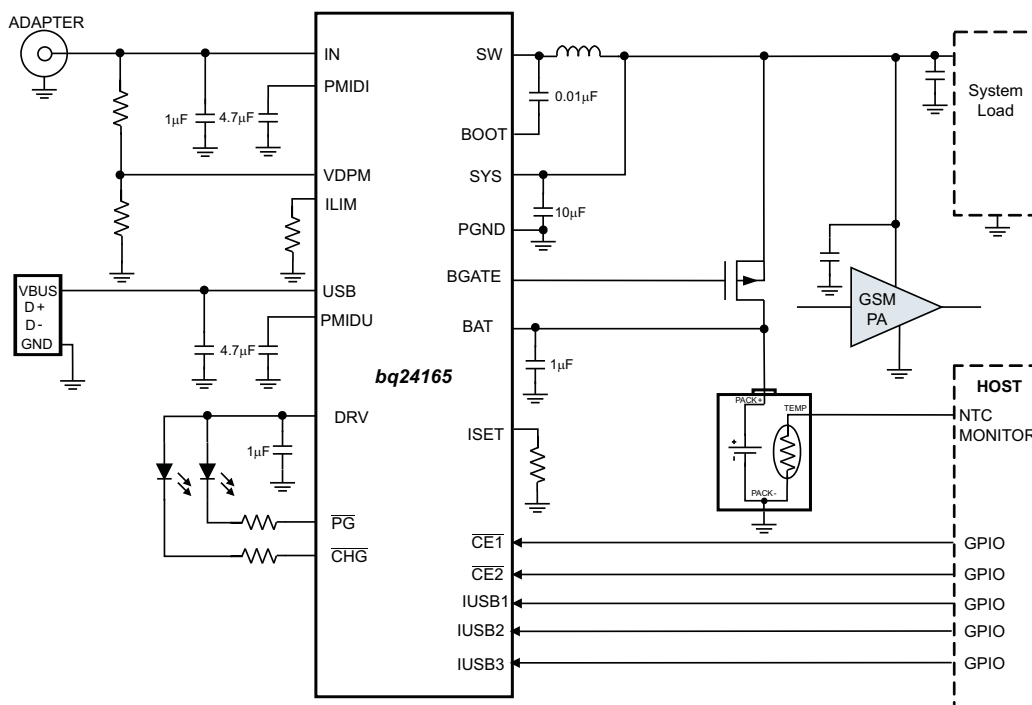 ADAPTER
IN
PMIDI
1μF
4.7μF
VDPM
ILIM
VBUS
D+
D-
GND
USB
PMIDU
4.7μF
bq24165
DRV
1μF
PG
CHG
SW
0.01μF
BOOT
SYS
10μF
PGND
BGATE
BAT
1μF
ISET
CE1
CE2
IUSB1
IUSB2
IUSB3
System
Load
GSM
PA
PACK+
TEMP
+
-
PACK-
HOST
NTC
MONITOR
GPIO
GPIO
GPIO
GPIO
GPIO